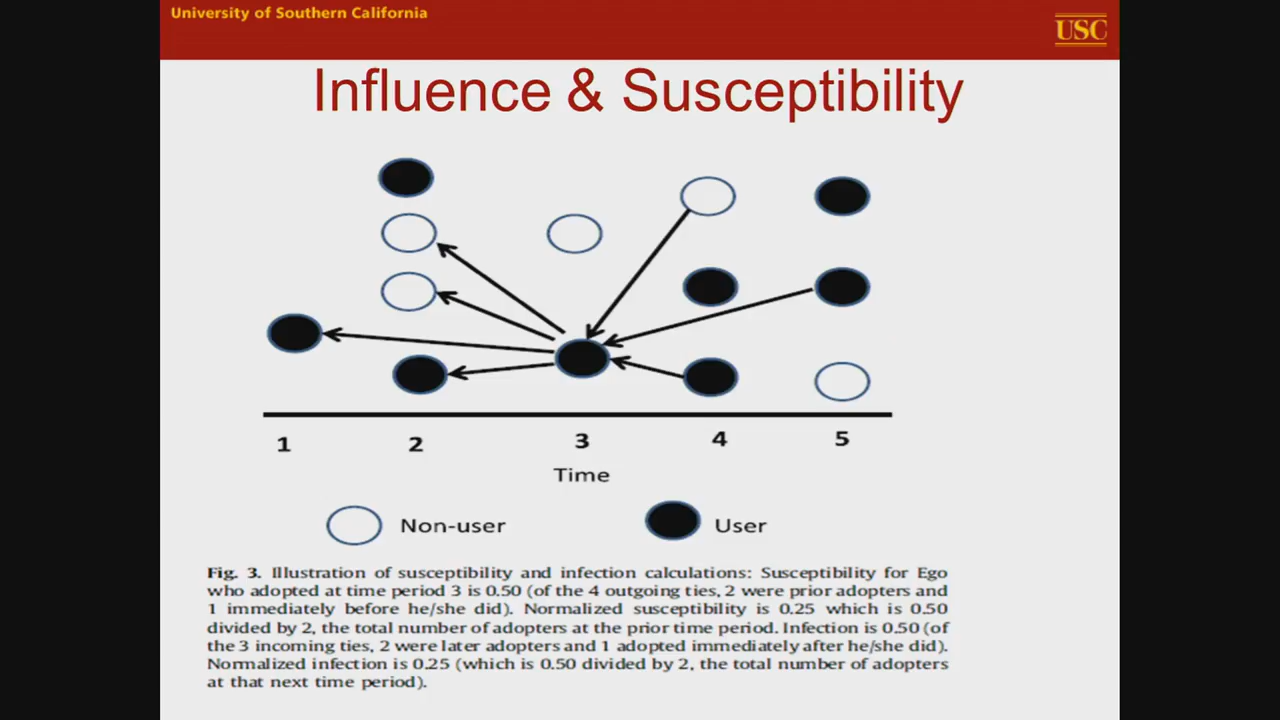 University of Southern California
USC
Influence & Susceptibility
1 2 3 4 5
Time
Non-user User
Fig. 3. Illustration of susceptibility and infection calculations: Susceptibility for Ego
who adopted at time period 3 is 0.50 (of the 4 outgoing ties, 2 were prior adopters and
1 immediately before he/she did). Normalized susceptibility is 0.25 which is 0.50
divided by 2, the total number of adopters at the prior time period. Infection is 0.50 (of
the 3 incoming ties, 2 were later adopters and 1 adopted immediately after he/she did).
Normalized infection is 0.25 (which is 0.50 divided by 2, the total number of adopters
at that next time period).